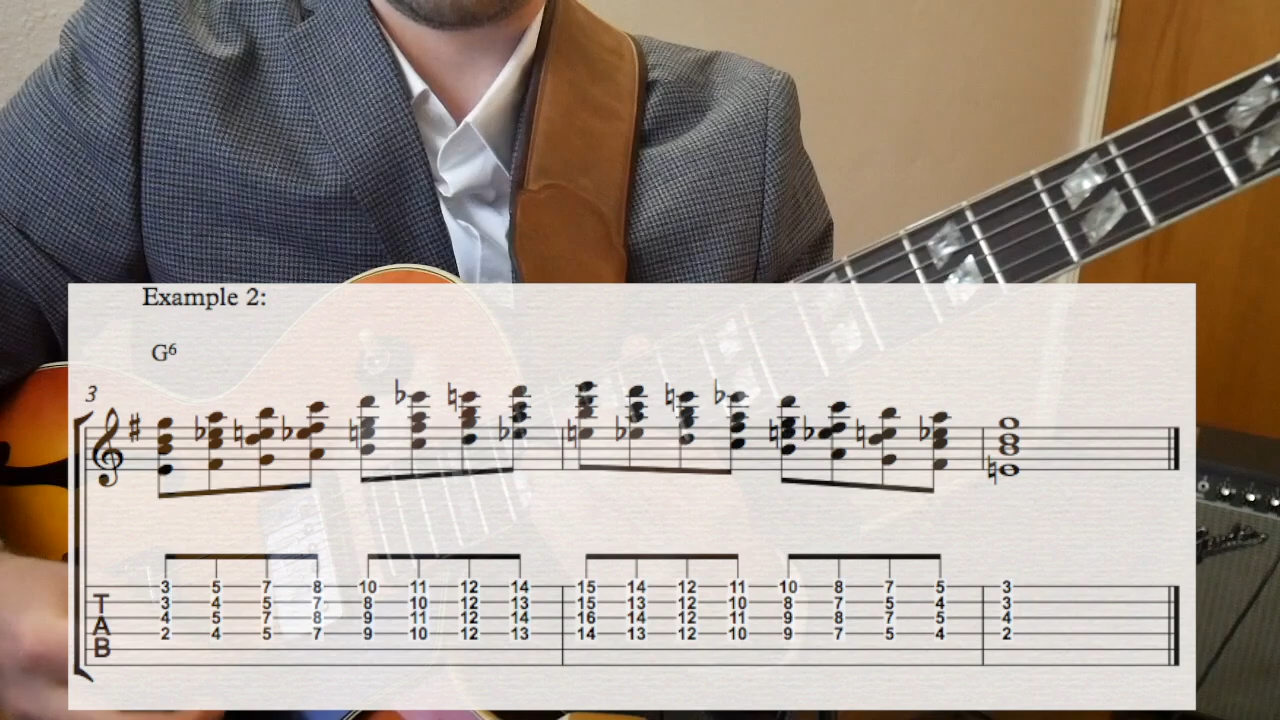 Example 2:
G6
3
3 5 7 8 10 11 12 14 15 14 12 11 10 8 7 5 3
T 3 4 5 7 8 10 12 13 15 13 12 10 8 7 5 4 3
A 4 5 7 8 9 11 12 14 16 14 12 11 9 8 7 5 4
B 2 4 5 7 9 10 12 13 14 13 12 10 9 7 5 4 2